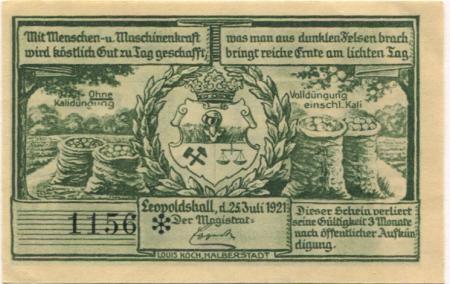 Mit Menschen- u. Maschinenkraft
wird köstlich Gut zu Tag geschafft,
was man aus dunklen Felsen brach,
bringt reiche Ernte am lichten Tag.
Ohne
Kalidüngung
Volldüngung
einschl. Kali
Leopoldshall, d. 25. Juli 1921
Der Magistrat:
1156
Dieser Schein verliert
seine Gültigkeit 3 Monate
nach öffentlicher Aufkün
digung.
LOUIS KOCH, HALBERSTADT